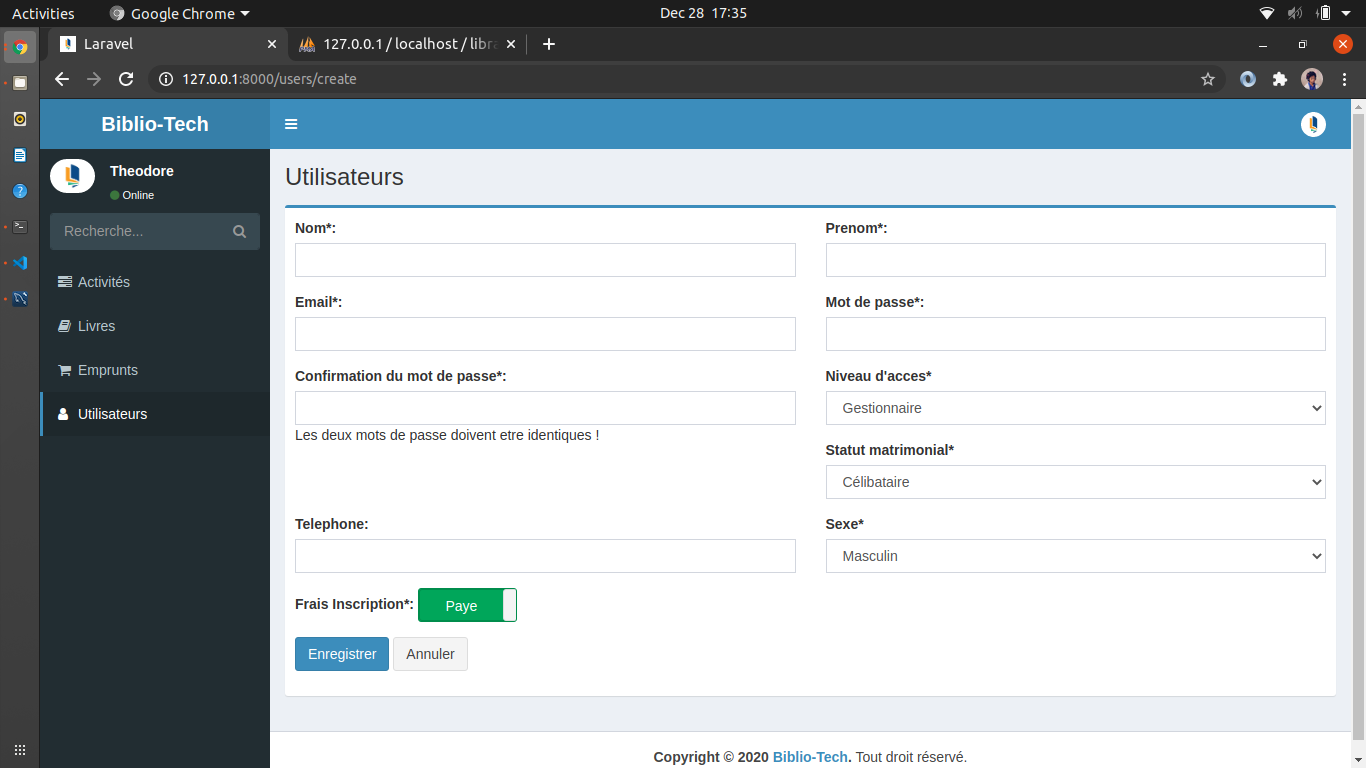 Activities
Google Chrome
Dec 28 17:35
Laravel
127.0.0.1 / localhost / libra
127.0.0.1:8000/users/create
Biblio-Tech
Theodore
Online
Recherche...
Activités
Livres
Emprunts
Utilisateurs
Utilisateurs
Nom*:
Prenom*:
Email*:
Mot de passe*:
Confirmation du mot de passe*:
Les deux mots de passe doivent etre identiques !
Niveau d'acces*
Gestionnaire
Statut matrimonial*
Célibataire
Telephone:
Sexe*
Masculin
Frais Inscription*:
Paye
Enregistrer
Annuler
Copyright © 2020 Biblio-Tech. Tout droit réservé.